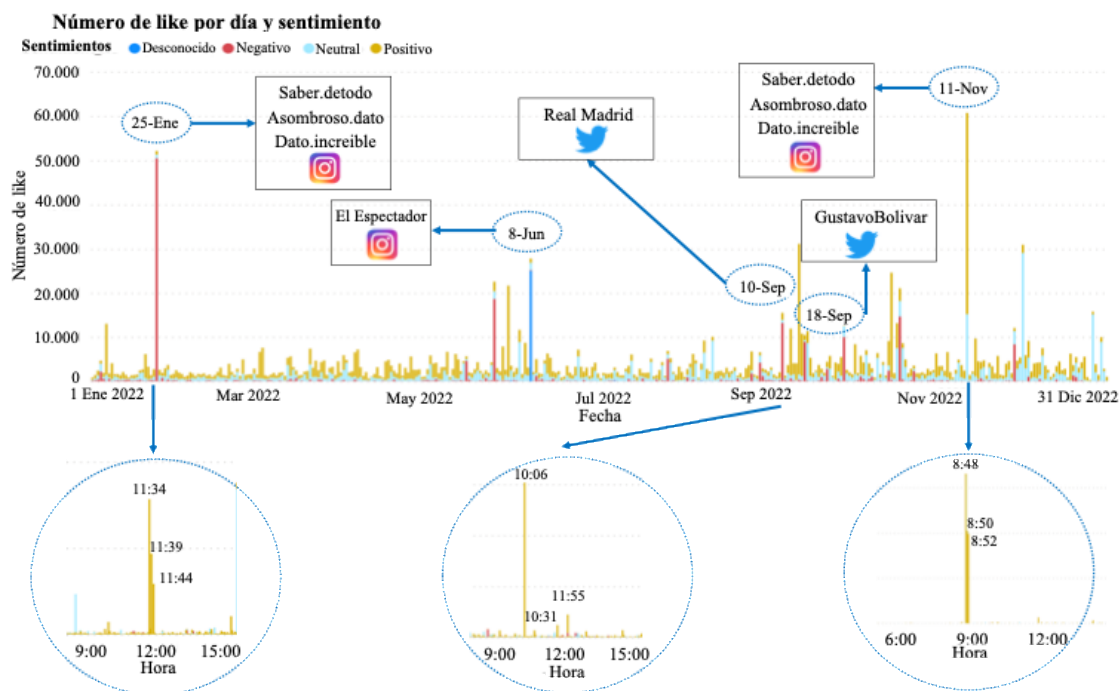 Número de like por día y sentimiento
Sentimientos Desconocido Negativo Neutral Positivo
70.000
60.000
50.000
40.000
30.000
20.000
10.000
0
Número de like
25-Ene
Saber.detodo
Asombroso.dato
Dato.increible
El Espectador
8-Jun
Real Madrid
10-Sep
Saber.detodo
Asombroso.dato
Dato.increible
11-Nov
GustavoBolivar
18-Sep
1 Ene 2022 Mar 2022 May 2022 Jul 2022 Sep 2022 Nov 2022 31 Dic 2022
Fecha
11:34
11:39
11:44
9:00 12:00 15:00
Hora
10:06
11:55
10:31
9:00 12:00 15:00
Hora
8:48
8:50
8:52
6:00 9:00 12:00
Hora